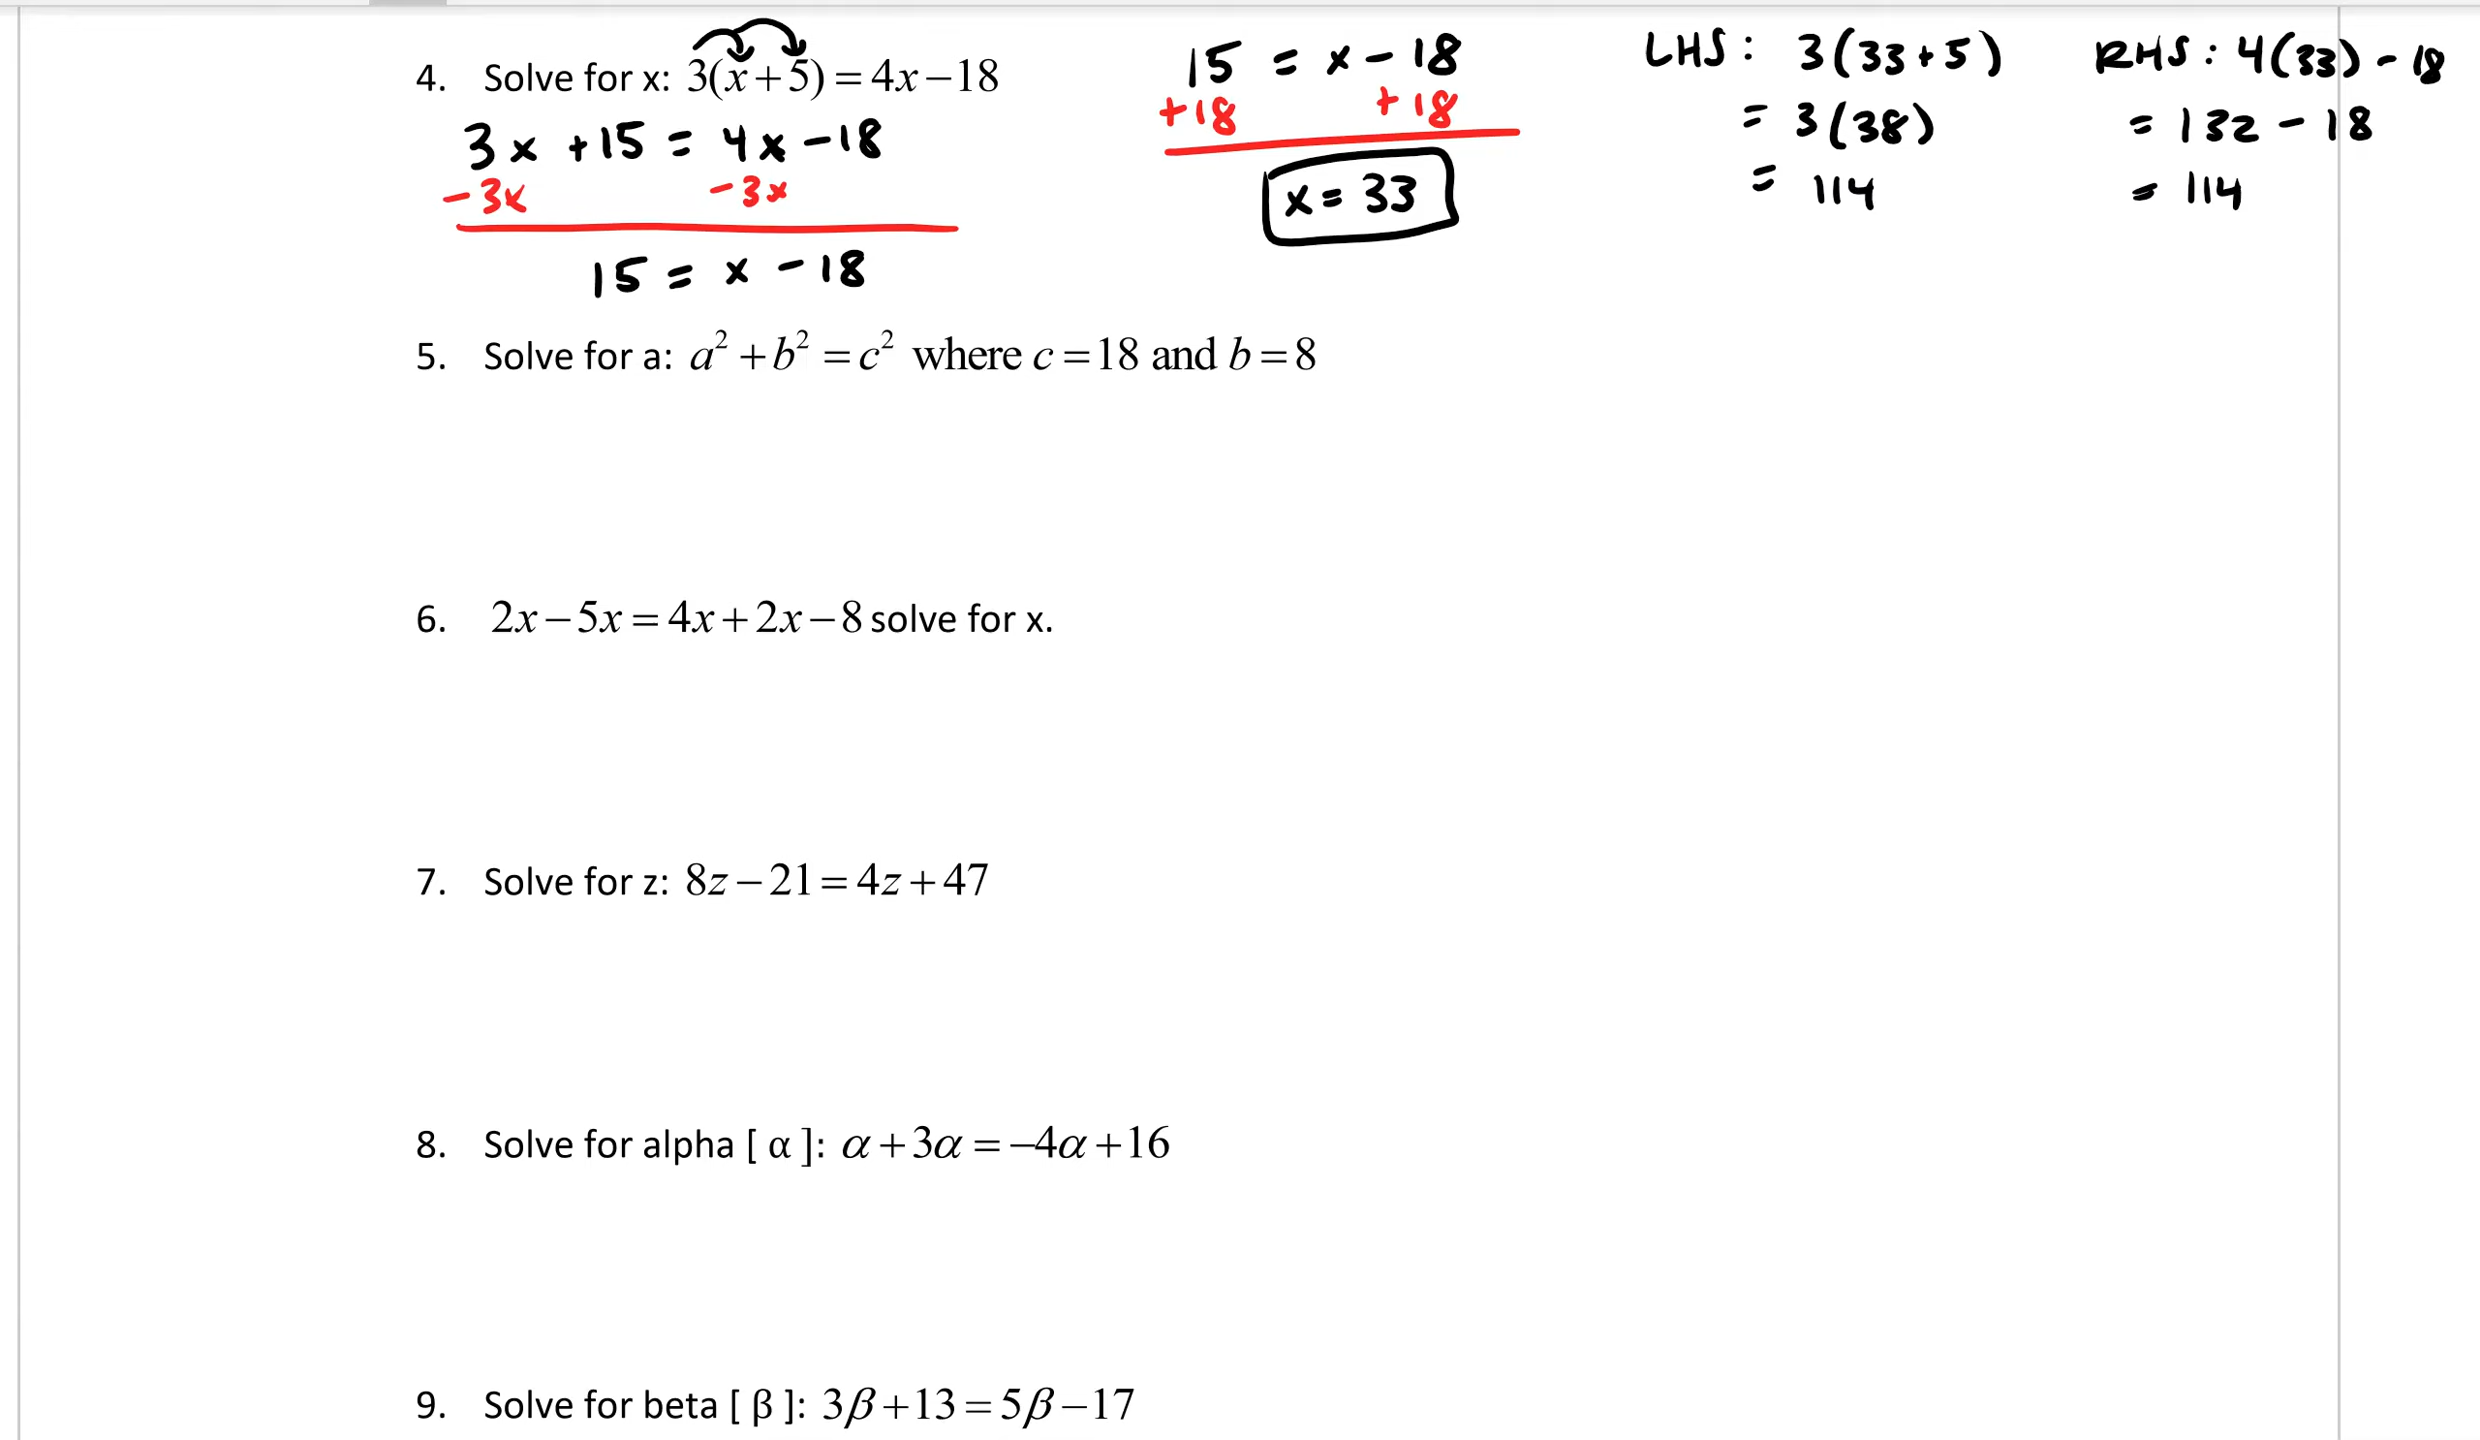 4. Solve for x: 3(x+5)=4x−18
3x +15 = 4x −18
−3x −3x
15 = x − 18
15 = x − 18
+18 +18
x = 33
LHS: 3(33+5)
= 3(38)
= 114
RHS: 4(33) − 18
= 132 − 18
= 114
5. Solve for a: a²+b²=c² where c=18 and b=8
6. 2x−5x=4x+2x−8 solve for x.
7. Solve for z: 8z−21=4z+47
8. Solve for alpha [ α ]: α+3α=−4α+16
9. Solve for beta [ β ]: 3β+13=5β−17